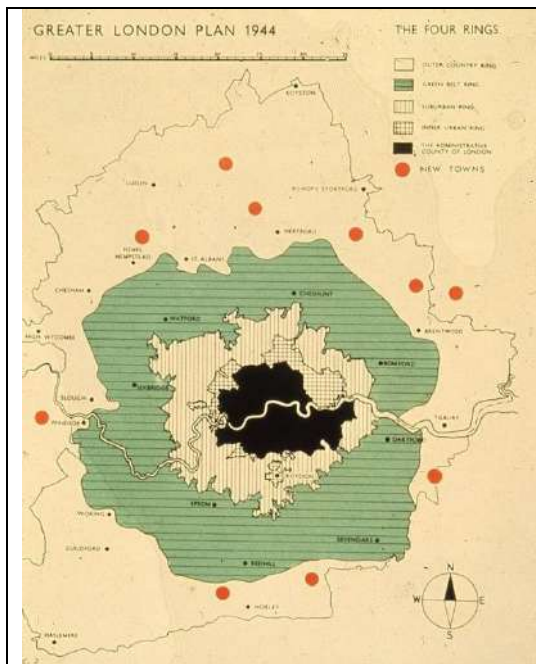 GREATER LONDON PLAN 1944
THE FOUR RINGS
MILES
OUTER COUNTRY RING
GREEN BELT RING
SUBURBAN RING
INNER URBAN RING
THE ADMINISTRATIVE
COUNTY OF LONDON
NEW TOWNS
ROYSTON
LUTON
BISHOPS STORTFORD
HERTFORD
HEMEL
HEMPSTEAD
ST. ALBANS
CHESHAM
CHESHUNT
WATFORD
BRENTWOOD
HIGH WYCOMBE
ROMFORD
UXBRIDGE
SLOUGH
TILBURY
WINDSOR
DARTFORD
CROYDON
EPSOM
WOKING
SEVENOAKS
GUILDFORD
REDHILL
HORLEY
N
W
E
S
HASLEMERE